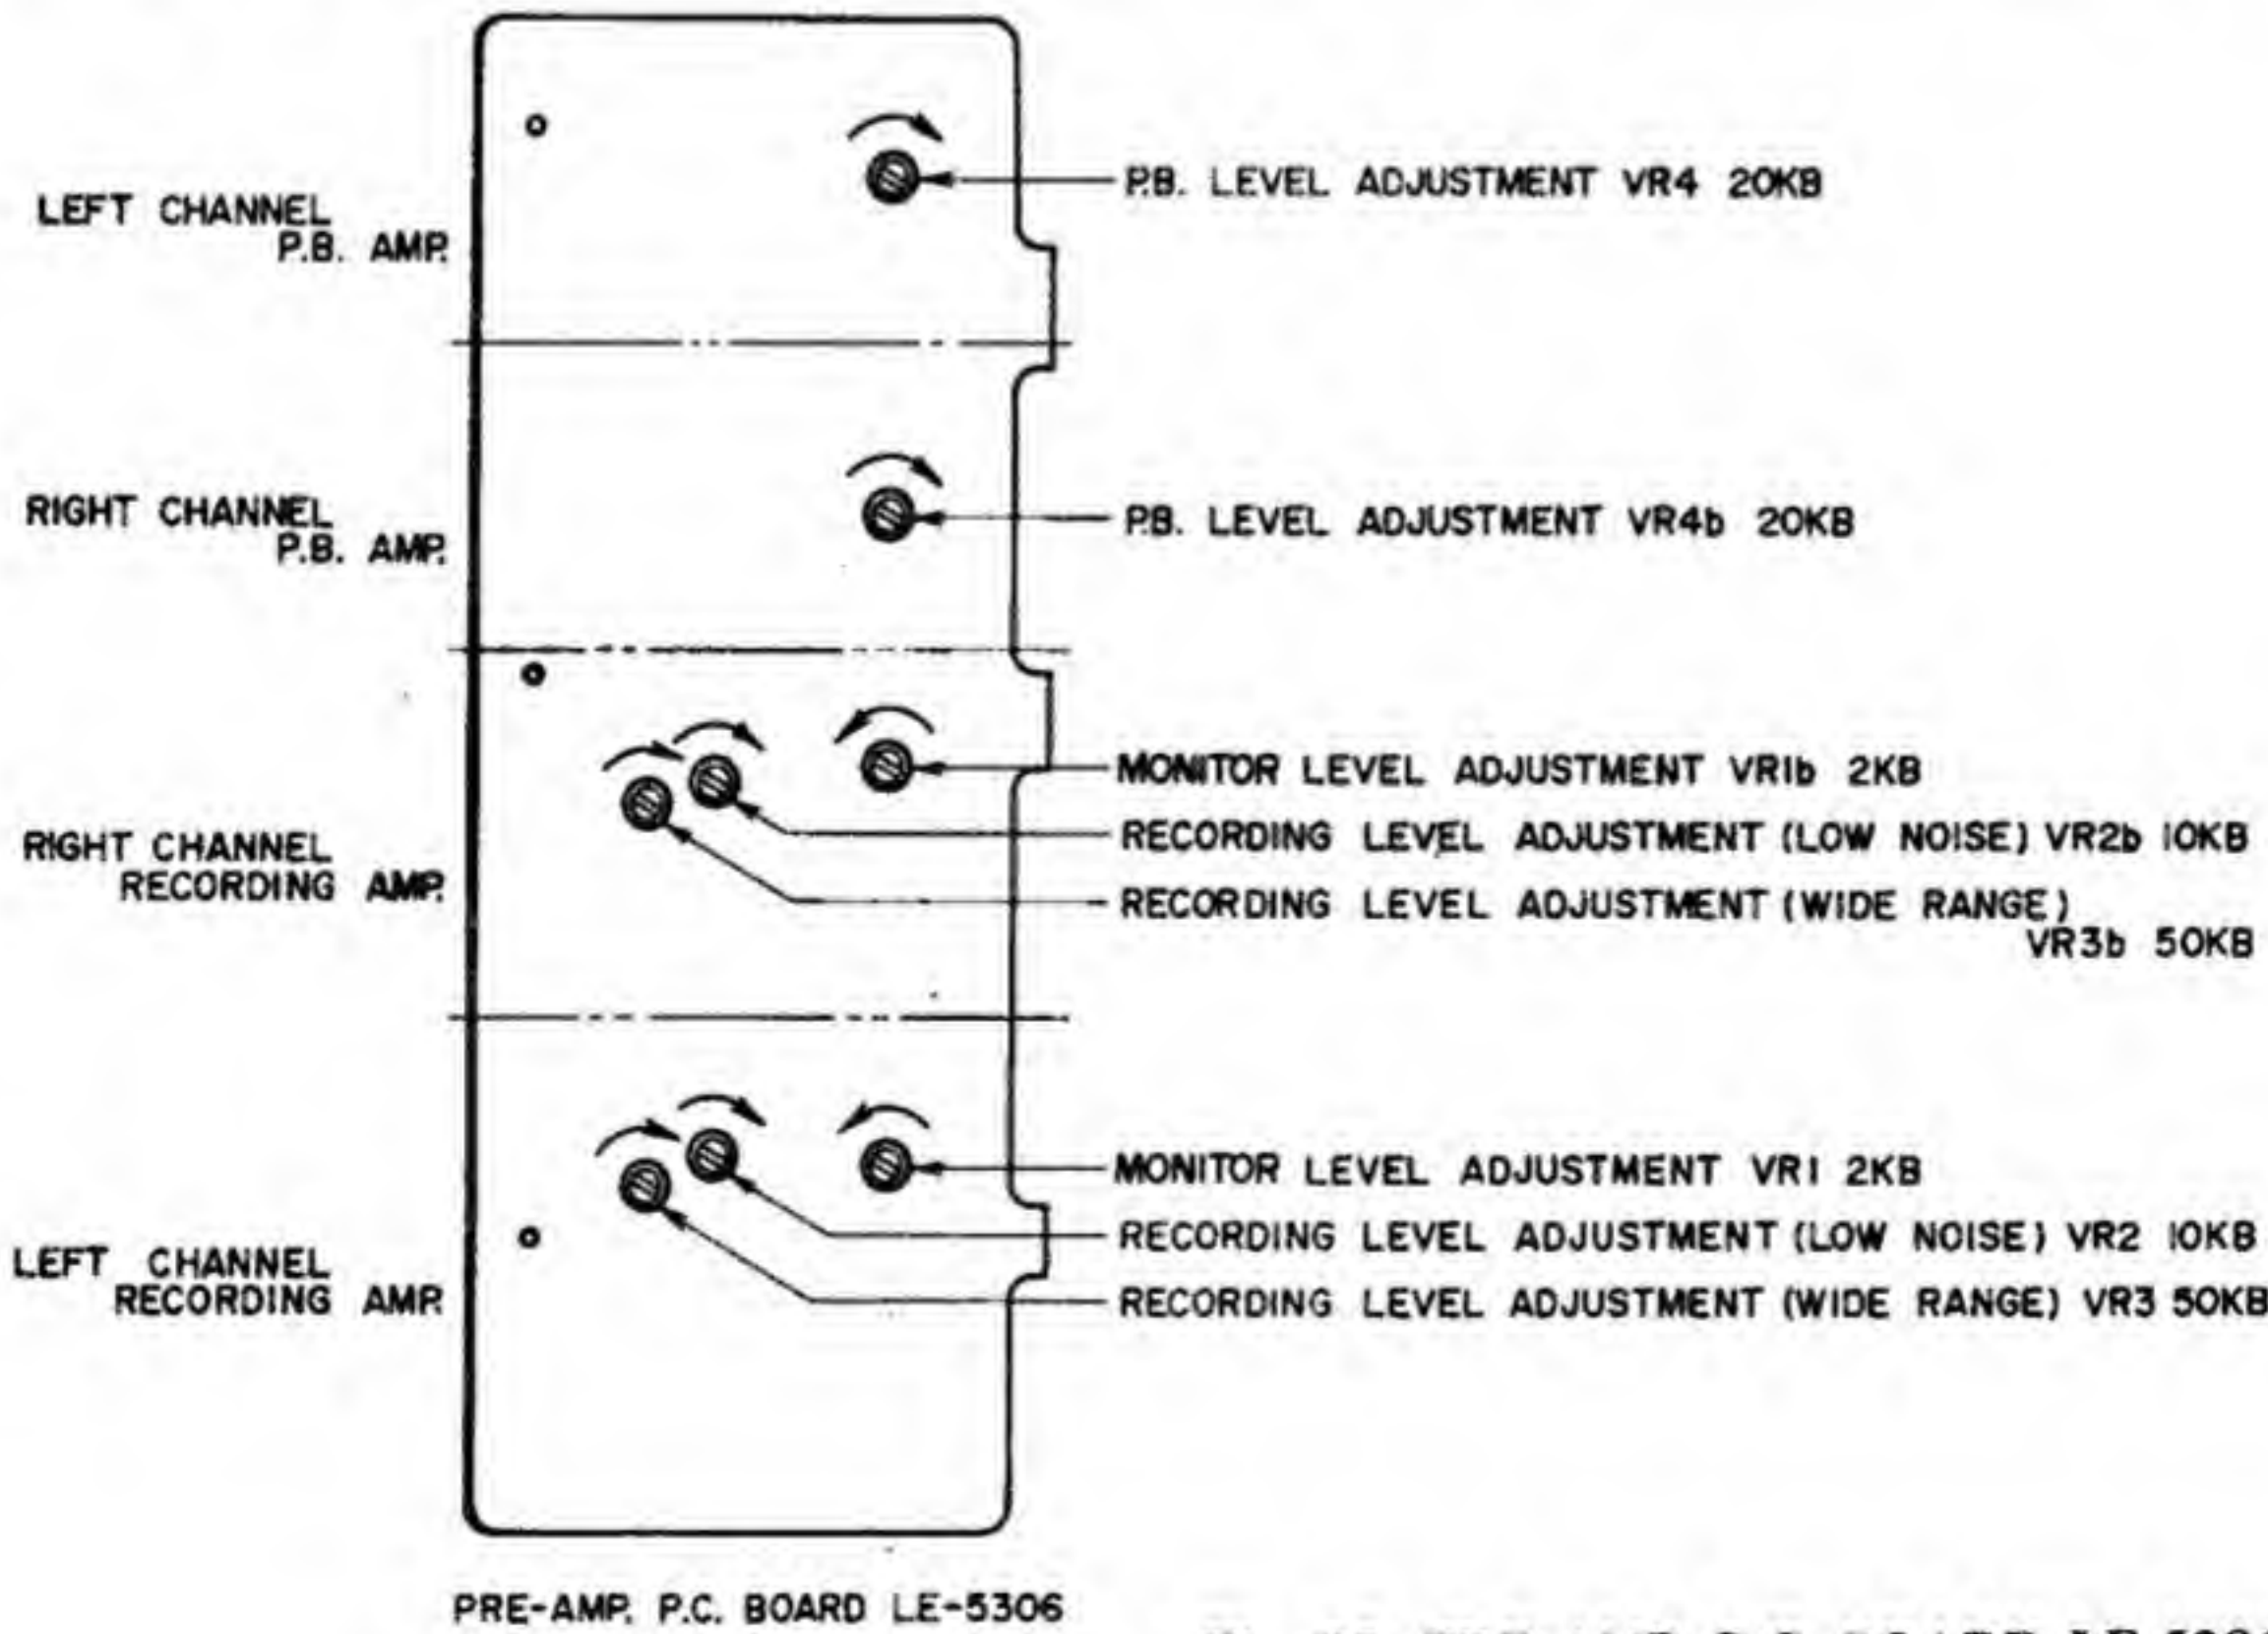 LEFT CHANNEL
P.B. AMP.
P.B. LEVEL ADJUSTMENT VR4 20KB
RIGHT CHANNEL
P.B. AMP.
P.B. LEVEL ADJUSTMENT VR4b 20KB
RIGHT CHANNEL
RECORDING AMP.
MONITOR LEVEL ADJUSTMENT VR1b 2KB
RECORDING LEVEL ADJUSTMENT (LOW NOISE) VR2b 10KB
RECORDING LEVEL ADJUSTMENT (WIDE RANGE)
VR3b 50KB
LEFT CHANNEL
RECORDING AMP.
MONITOR LEVEL ADJUSTMENT VR1 2KB
RECORDING LEVEL ADJUSTMENT (LOW NOISE) VR2 10KB
RECORDING LEVEL ADJUSTMENT (WIDE RANGE) VR3 50KB
PRE-AMP. P.C. BOARD LE-5306